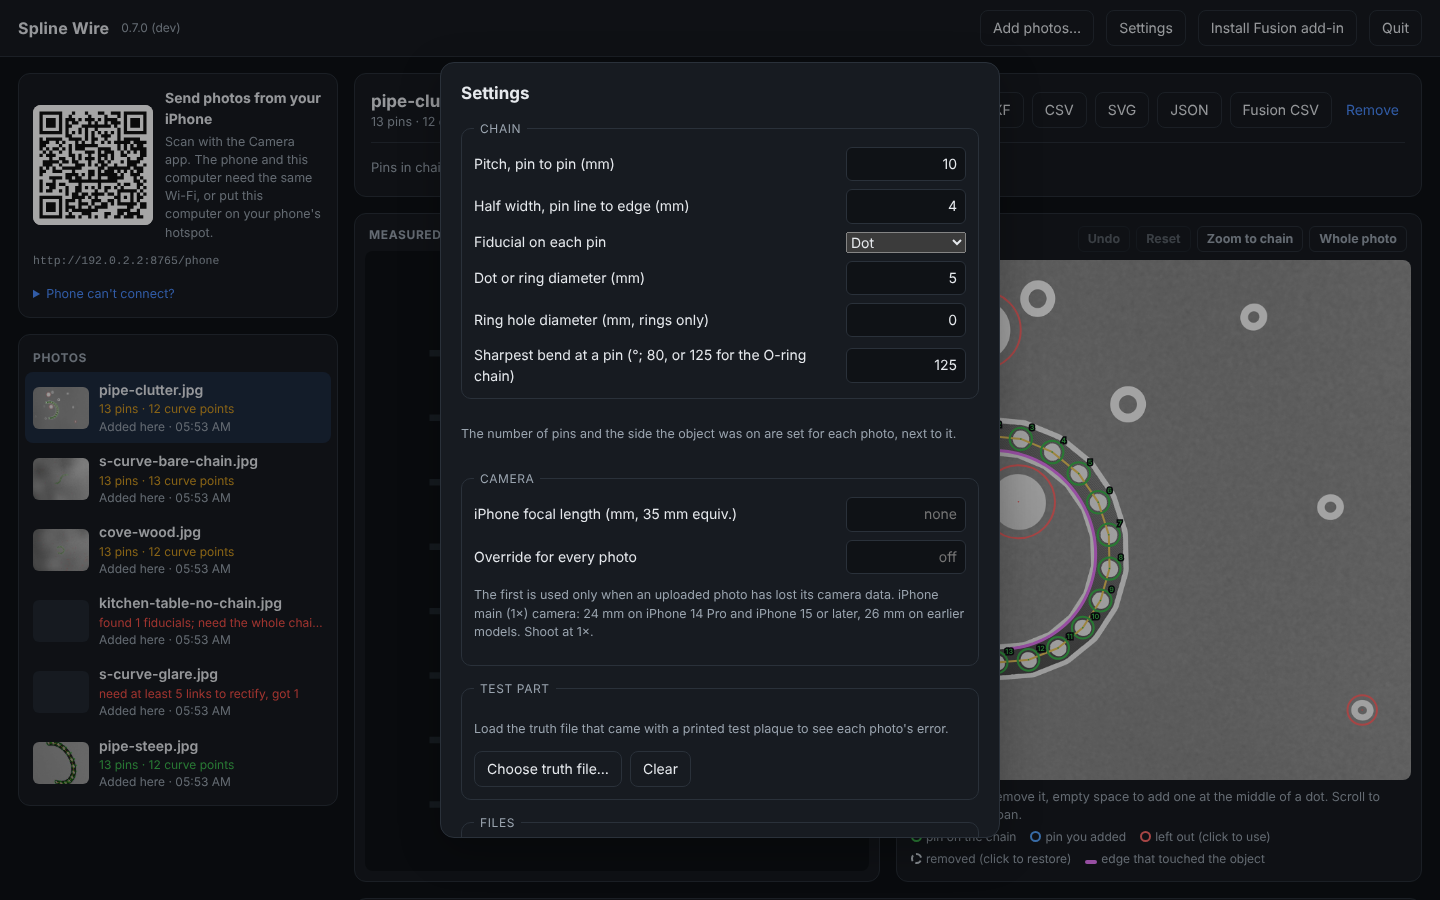 Spline Wire 0.7.0 (dev)
Add photos... Settings Install Fusion add-in Quit
Send photos from your
iPhone
Scan with the Camera
app. The phone and this
computer need the same
Wi-Fi, or put this
computer on your phone's
hotspot.
http://192.0.2.2:8765/phone
Phone can't connect?
PHOTOS
pipe-clutter.jpg
13 pins · 12 curve points
Added here · 05:53 AM
s-curve-bare-chain.jpg
13 pins · 13 curve points
Added here · 05:53 AM
cove-wood.jpg
13 pins · 12 curve points
Added here · 05:53 AM
kitchen-table-no-chain.jpg
found 1 fiducials; need the whole chai...
Added here · 05:53 AM
s-curve-glare.jpg
need at least 5 links to rectify, got 1
Added here · 05:53 AM
pipe-steep.jpg
13 pins · 12 curve points
Added here · 05:53 AM
pipe-clu
13 pins · 12
XF CSV SVG JSON Fusion CSV Remove
Pins in chai
MEASURED
Undo Reset Zoom to chain Whole photo
Settings
CHAIN
Pitch, pin to pin (mm) 10
Half width, pin line to edge (mm) 4
Fiducial on each pin Dot
Dot or ring diameter (mm) 5
Ring hole diameter (mm, rings only) 0
Sharpest bend at a pin (°; 80, or 125 for the O-ring
chain) 125
The number of pins and the side the object was on are set for each photo, next to it.
CAMERA
iPhone focal length (mm, 35 mm equiv.) none
Override for every photo off
The first is used only when an uploaded photo has lost its camera data. iPhone
main (1×) camera: 24 mm on iPhone 14 Pro and iPhone 15 or later, 26 mm on earlier
models. Shoot at 1×.
TEST PART
Load the truth file that came with a printed test plaque to see each photo's error.
Choose truth file... Clear
FILES
3
4
5
6
7
8
9
10
11
12
13
emove it, empty space to add one at the middle of a dot. Scroll to
pan.
pin on the chain pin you added left out (click to use)
removed (click to restore) edge that touched the object